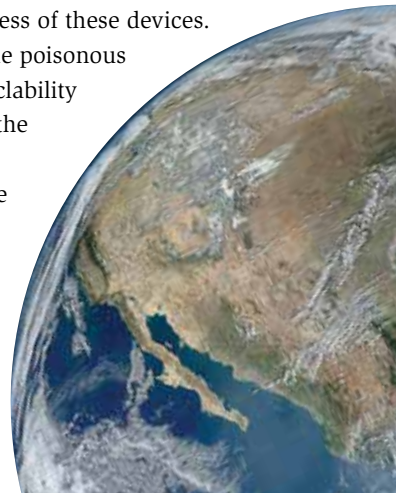 ess of these devices.
e poisonous
clability
the
e